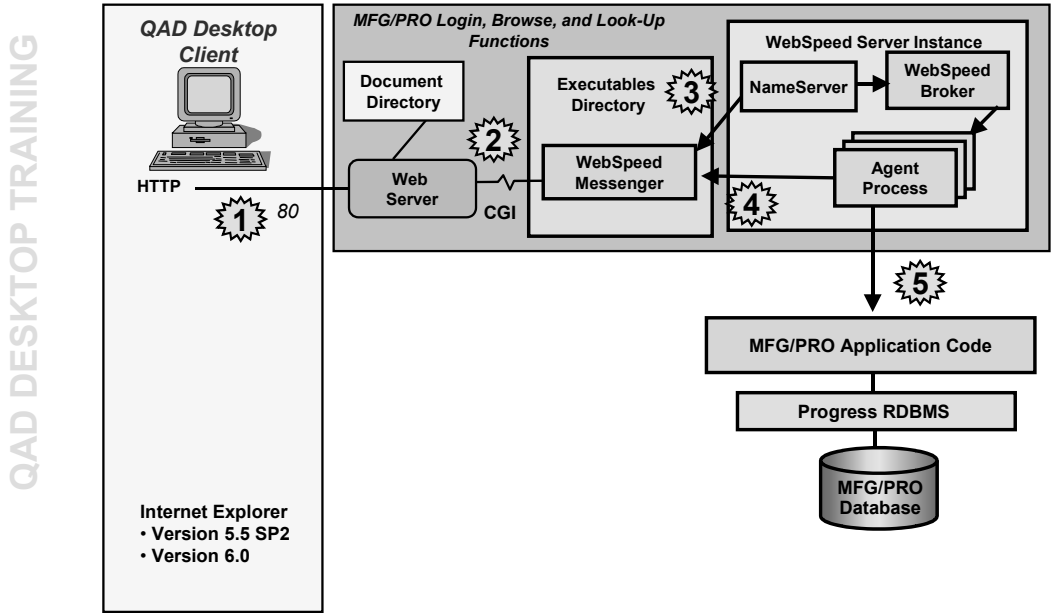 QAD DESKTOP TRAINING
QAD Desktop
Client
HTTP
1
80
Internet Explorer
• Version 5.5 SP2
• Version 6.0
MFG/PRO Login, Browse, and Look-Up
Functions
Document
Directory
Web
Server
2
CGI
Executables
Directory
3
WebSpeed
Messenger
4
WebSpeed Server Instance
NameServer
WebSpeed
Broker
Agent
Process
5
MFG/PRO Application Code
Progress RDBMS
MFG/PRO
Database